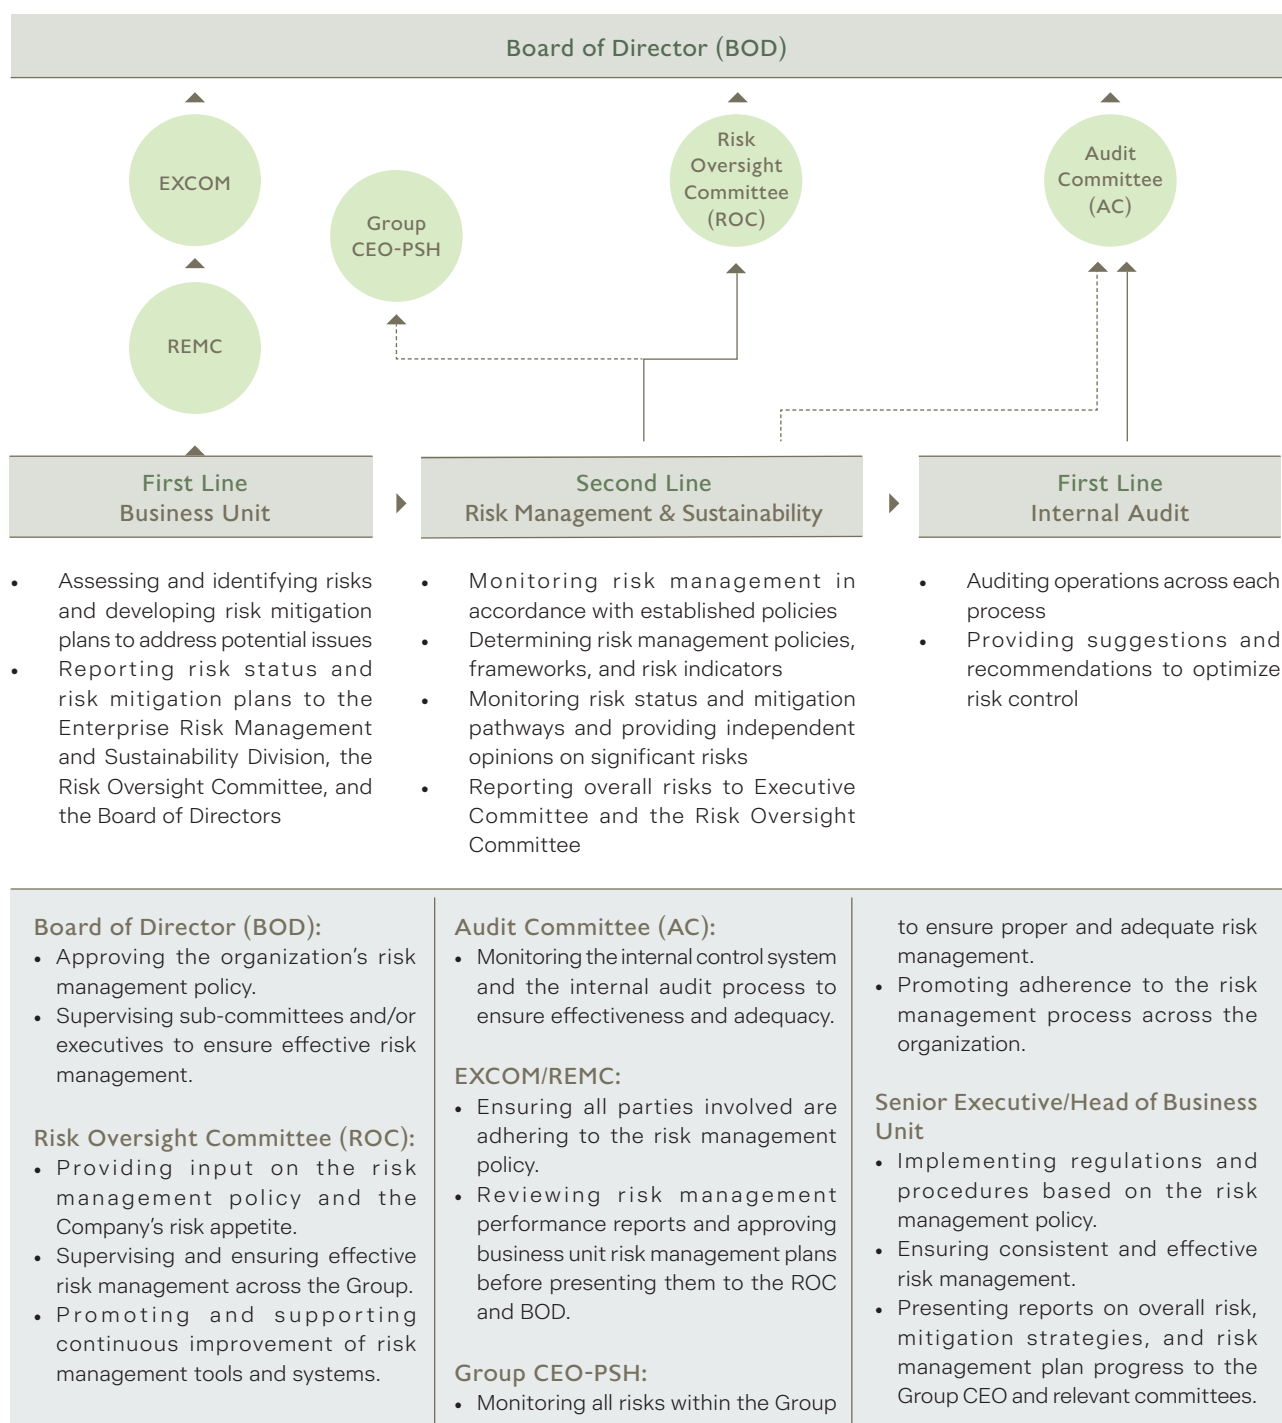 Board of Director (BOD)
EXCOM
REMC
Group
CEO-PSH
Risk
Oversight
Committee
(ROC)
Audit
Committee
(AC)
First Line
Business Unit
Second Line
Risk Management & Sustainability
First Line
Internal Audit
• Assessing and identifying risks
and developing risk mitigation
plans to address potential issues
• Reporting risk status and
risk mitigation plans to the
Enterprise Risk Management
and Sustainability Division, the
Risk Oversight Committee, and
the Board of Directors
• Monitoring risk management in
accordance with established policies
• Determining risk management policies,
frameworks, and risk indicators
• Monitoring risk status and mitigation
pathways and providing independent
opinions on significant risks
• Reporting overall risks to Executive
Committee and the Risk Oversight
Committee
• Auditing operations across each
process
• Providing suggestions and
recommendations to optimize
risk control
Board of Director (BOD):
• Approving the organization’s risk
management policy.
• Supervising sub-committees and/or
executives to ensure effective risk
management.
Risk Oversight Committee (ROC):
• Providing input on the risk
management policy and the
Company’s risk appetite.
• Supervising and ensuring effective
risk management across the Group.
• Promoting and supporting
continuous improvement of risk
management tools and systems.
Audit Committee (AC):
• Monitoring the internal control system
and the internal audit process to
ensure effectiveness and adequacy.
EXCOM/REMC:
• Ensuring all parties involved are
adhering to the risk management
policy.
• Reviewing risk management
performance reports and approving
business unit risk management plans
before presenting them to the ROC
and BOD.
Group CEO-PSH:
• Monitoring all risks within the Group
to ensure proper and adequate risk
management.
• Promoting adherence to the risk
management process across the
organization.
Senior Executive/Head of Business
Unit
• Implementing regulations and
procedures based on the risk
management policy.
• Ensuring consistent and effective
risk management.
• Presenting reports on overall risk,
mitigation strategies, and risk
management plan progress to the
Group CEO and relevant committees.